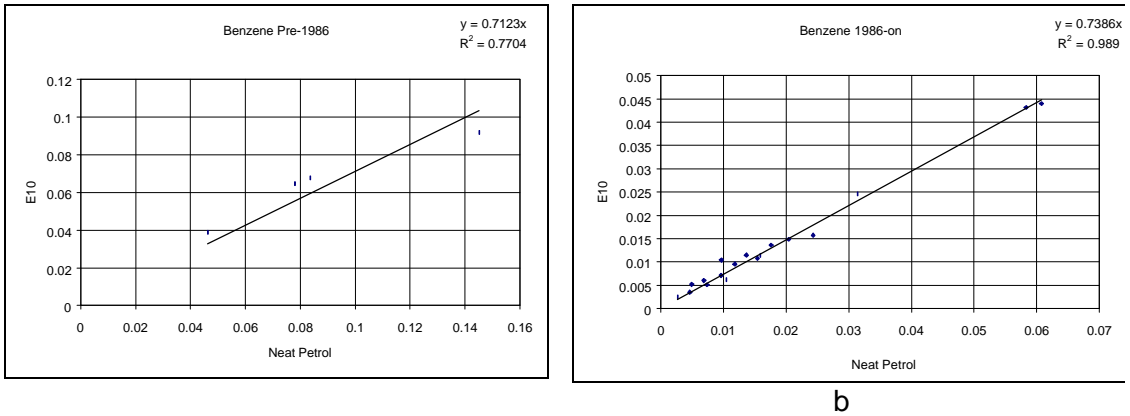 Benzene Pre-1986
y = 0.7123x
R² = 0.7704
0.12
0.1
0.08
0.06
0.04
0.02
0
E10
0 0.02 0.04 0.06 0.08 0.1 0.12 0.14 0.16
Neat Petrol
Benzene 1986-on
y = 0.7386x
R² = 0.989
0.05
0.045
0.04
0.035
0.03
0.025
0.02
0.015
0.01
0.005
0
E10
0 0.01 0.02 0.03 0.04 0.05 0.06 0.07
Neat Petrol
b